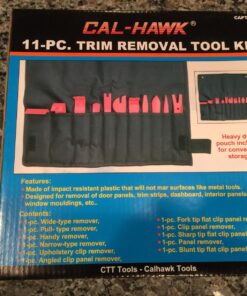 CAL-HAWK®
11-PC. TRIM REMOVAL TOOL K
Heavy d
pouch inclu
for conve
storag
Features:
• Made of impact resistant plastic that will not mar surfaces like metal tools.
• Designed for removal of door panels, trim strips, dashboard, interior panels
window mouldings, etc.
Contents:
•1-pc. Wide-type remover,
•1-pc. Pull-type remover,
•1-pc. Handy remover,
•1-pc. Narrow-type remover,
•1-pc. Upholstery clip remover,
•1-pc. Angled clip panel remover,
•1-pc. Fork tip flat clip panel rem
•1-pc. Clip panel remover,
•1-pc. Sharp tip flat clip panel
•1-pc. Panel remover,
•1-pc. Blunt tip flat clip panel
CTT Tools - Calhawk Tools